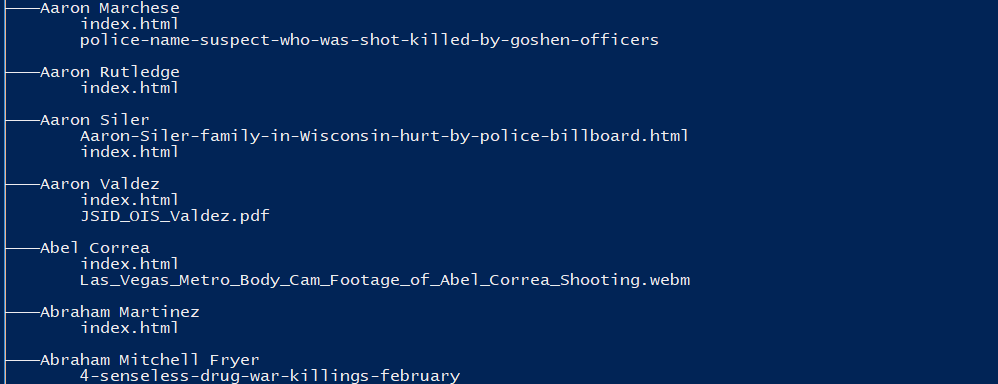 Aaron Marchese
index.html
police-name-suspect-who-was-shot-killed-by-goshen-officers
Aaron Rutledge
index.html
Aaron Siler
Aaron-Siler-family-in-Wisconsin-hurt-by-police-billboard.html
index.html
Aaron Valdez
index.html
JSID_OIS_Valdez.pdf
Abel Correa
index.html
Las_Vegas_Metro_Body_Cam_Footage_of_Abel_Correa_Shooting.webm
Abraham Martinez
index.html
Abraham Mitchell Fryer
4-senseless-drug-war-killings-february